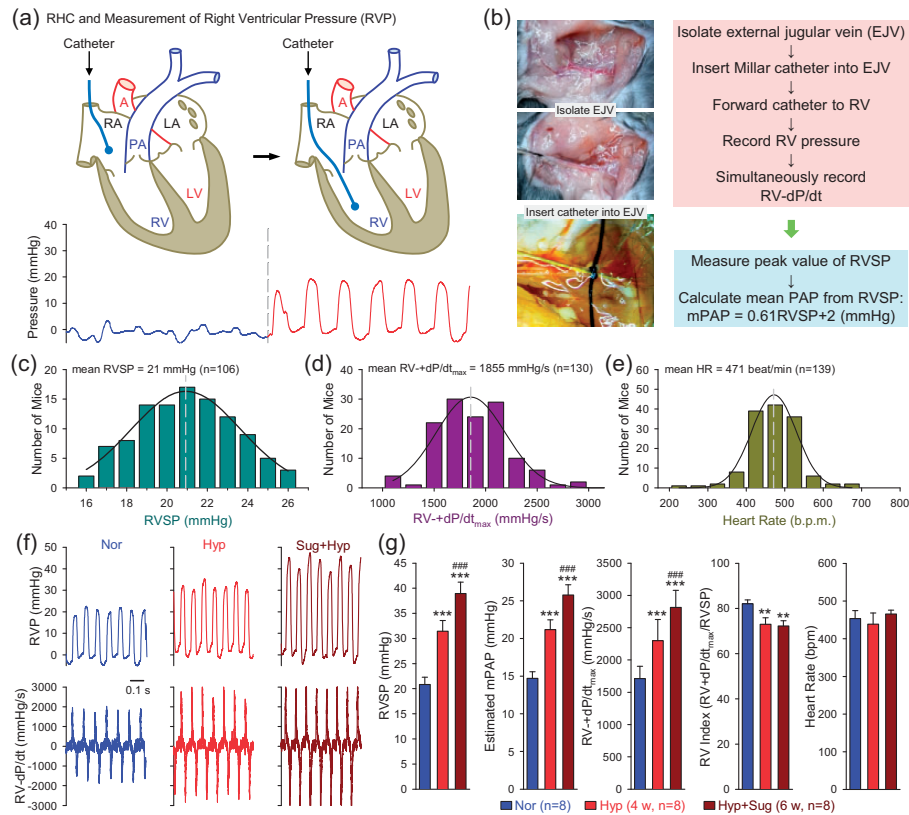 (a) RHC and Measurement of Right Ventricular Pressure (RVP)
Catheter
Catheter
A
RA
LA
PA
LV
RV
A
RA
LA
PA
LV
RV
Pressure (mmHg)
40
30
20
10
0
(b)
Isolate EJV
Insert catheter into EJV
Isolate external jugular vein (EJV)
↓
Insert Millar catheter into EJV
↓
Forward catheter to RV
↓
Record RV pressure
↓
Simultaneously record
RV-dP/dt
Measure peak value of RVSP
↓
Calculate mean PAP from RVSP:
mPAP = 0.61RVSP+2 (mmHg)
(c)
mean RVSP = 21 mmHg (n=106)
Number of Mice
20
15
10
5
0
16 18 20 22 24 26
RVSP (mmHg)
(d)
mean RV-+dP/dtmax = 1855 mmHg/s (n=130)
Number of Mice
40
30
20
10
0
1000 1500 2000 2500 3000
RV-+dP/dtmax (mmHg/s)
(e)
mean HR = 471 beat/min (n=139)
Number of Mice
60
50
40
30
20
10
0
200 300 400 500 600 700 800
Heart Rate (b.p.m.)
(f)
Nor Hyp Sug+Hyp
RVP (mmHg)
50
40
30
20
10
0
0.1 s
RV-dP/dt (mmHg/s)
3000
2000
1000
0
-1000
-2000
-3000
(g)
RVSP (mmHg)
45
40
35
30
25
20
15
10
5
0
***
###
***
Estimated mPAP (mmHg)
30
25
20
15
10
5
0
***
###
***
RV-+dP/dtmax (mmHg/s)
3600
3000
2400
1800
1200
600
0
***
###
***
RV Index (RV+dP/dtmax/RVSP)
100
80
60
40
20
0
**
**
Heart Rate (bpm)
600
500
400
300
200
100
0
Nor (n=8) Hyp (4 w, n=8) Hyp+Sug (6 w, n=8)